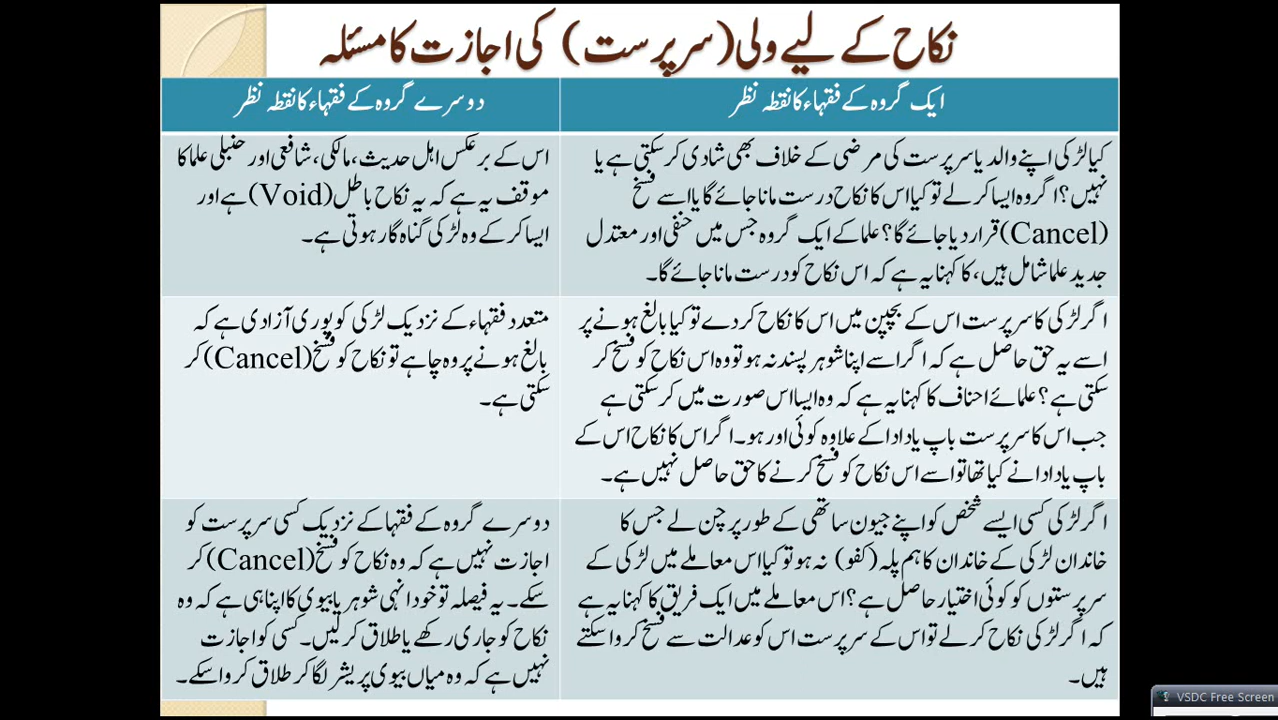 نکاح کے لیے ولی(سرپرست) کی اجازت کا مسئلہ
ایک گروہ کے فقہاء کا نقطہ نظر
کیا لڑکی اپنے والد یا سرپرست کی مرضی کے خلاف بھی شادی کر سکتی ہے یا
نہیں؟ اگر وہ ایسا کر لے تو کیا اس کا نکاح درست مانا جائے گا یا اسے فسخ
(Cancel) قرار دیا جائے گا؟ علما کے ایک گروہ جس میں حنفی اور معتدل
جدید علما شامل ہیں، کا کہنا یہ ہے کہ اس نکاح کو درست مانا جائے گا۔
اگر لڑکی کا سرپرست اس کے بچپن میں اس کا نکاح کر دے تو کیا بالغ ہونے پر
اسے یہ حق حاصل ہے کہ اگر اسے اپنا شوہر پسند نہ ہو تو وہ اس نکاح کو فسخ کر
سکتی ہے؟ علمائے احناف کا کہنا یہ ہے کہ وہ ایسا اس صورت میں کر سکتی ہے
جب اس کا سرپرست باپ یا دادا کے علاوہ کوئی اور ہو۔ اگر اس کا نکاح اس کے
باپ یا دادا نے کیا تھا تو اسے اس نکاح کو فسخ کرنے کا حق حاصل نہیں ہے۔
اگر لڑکی کسی ایسے شخص کو اپنے جیون ساتھی کے طور پر چن لے جس کا
خاندان لڑکی کے خاندان کا ہم پلہ (کفو) نہ ہو تو کیا اس معاملے میں لڑکی کے
سرپرستوں کو کوئی اختیار حاصل ہے؟ اس معاملے میں ایک فریق کا کہنا یہ ہے
کہ اگر لڑکی نکاح کر لے تو اس کے سرپرست اس کو عدالت سے فسخ کروا سکتے
ہیں۔
دوسرے گروہ کے فقہاء کا نقطہ نظر
اس کے برعکس اہل حدیث، مالکی، شافعی اور حنبلی علما کا
موقف یہ ہے کہ یہ نکاح باطل (Void) ہے اور
ایسا کر کے وہ لڑکی گناہ گار ہوتی ہے۔
متعدد فقہاء کے نزدیک لڑکی کو پوری آزادی ہے کہ
بالغ ہونے پر وہ چاہے تو نکاح کو فسخ (Cancel) کر
سکتی ہے۔
دوسرے گروہ کے فقہا کے نزدیک کسی سرپرست کو
اجازت نہیں ہے کہ وہ نکاح کو فسخ (Cancel) کر
سکے۔ یہ فیصلہ تو خود انہی شوہر یا بیوی کا اپنا ہی ہے کہ وہ
نکاح کو جاری رکھے یا طلاق کر لیں۔ کسی کو اجازت
نہیں ہے کہ وہ میاں بیوی پر پریشر لگا کر طلاق کروا سکے۔
VSDC Free Screen